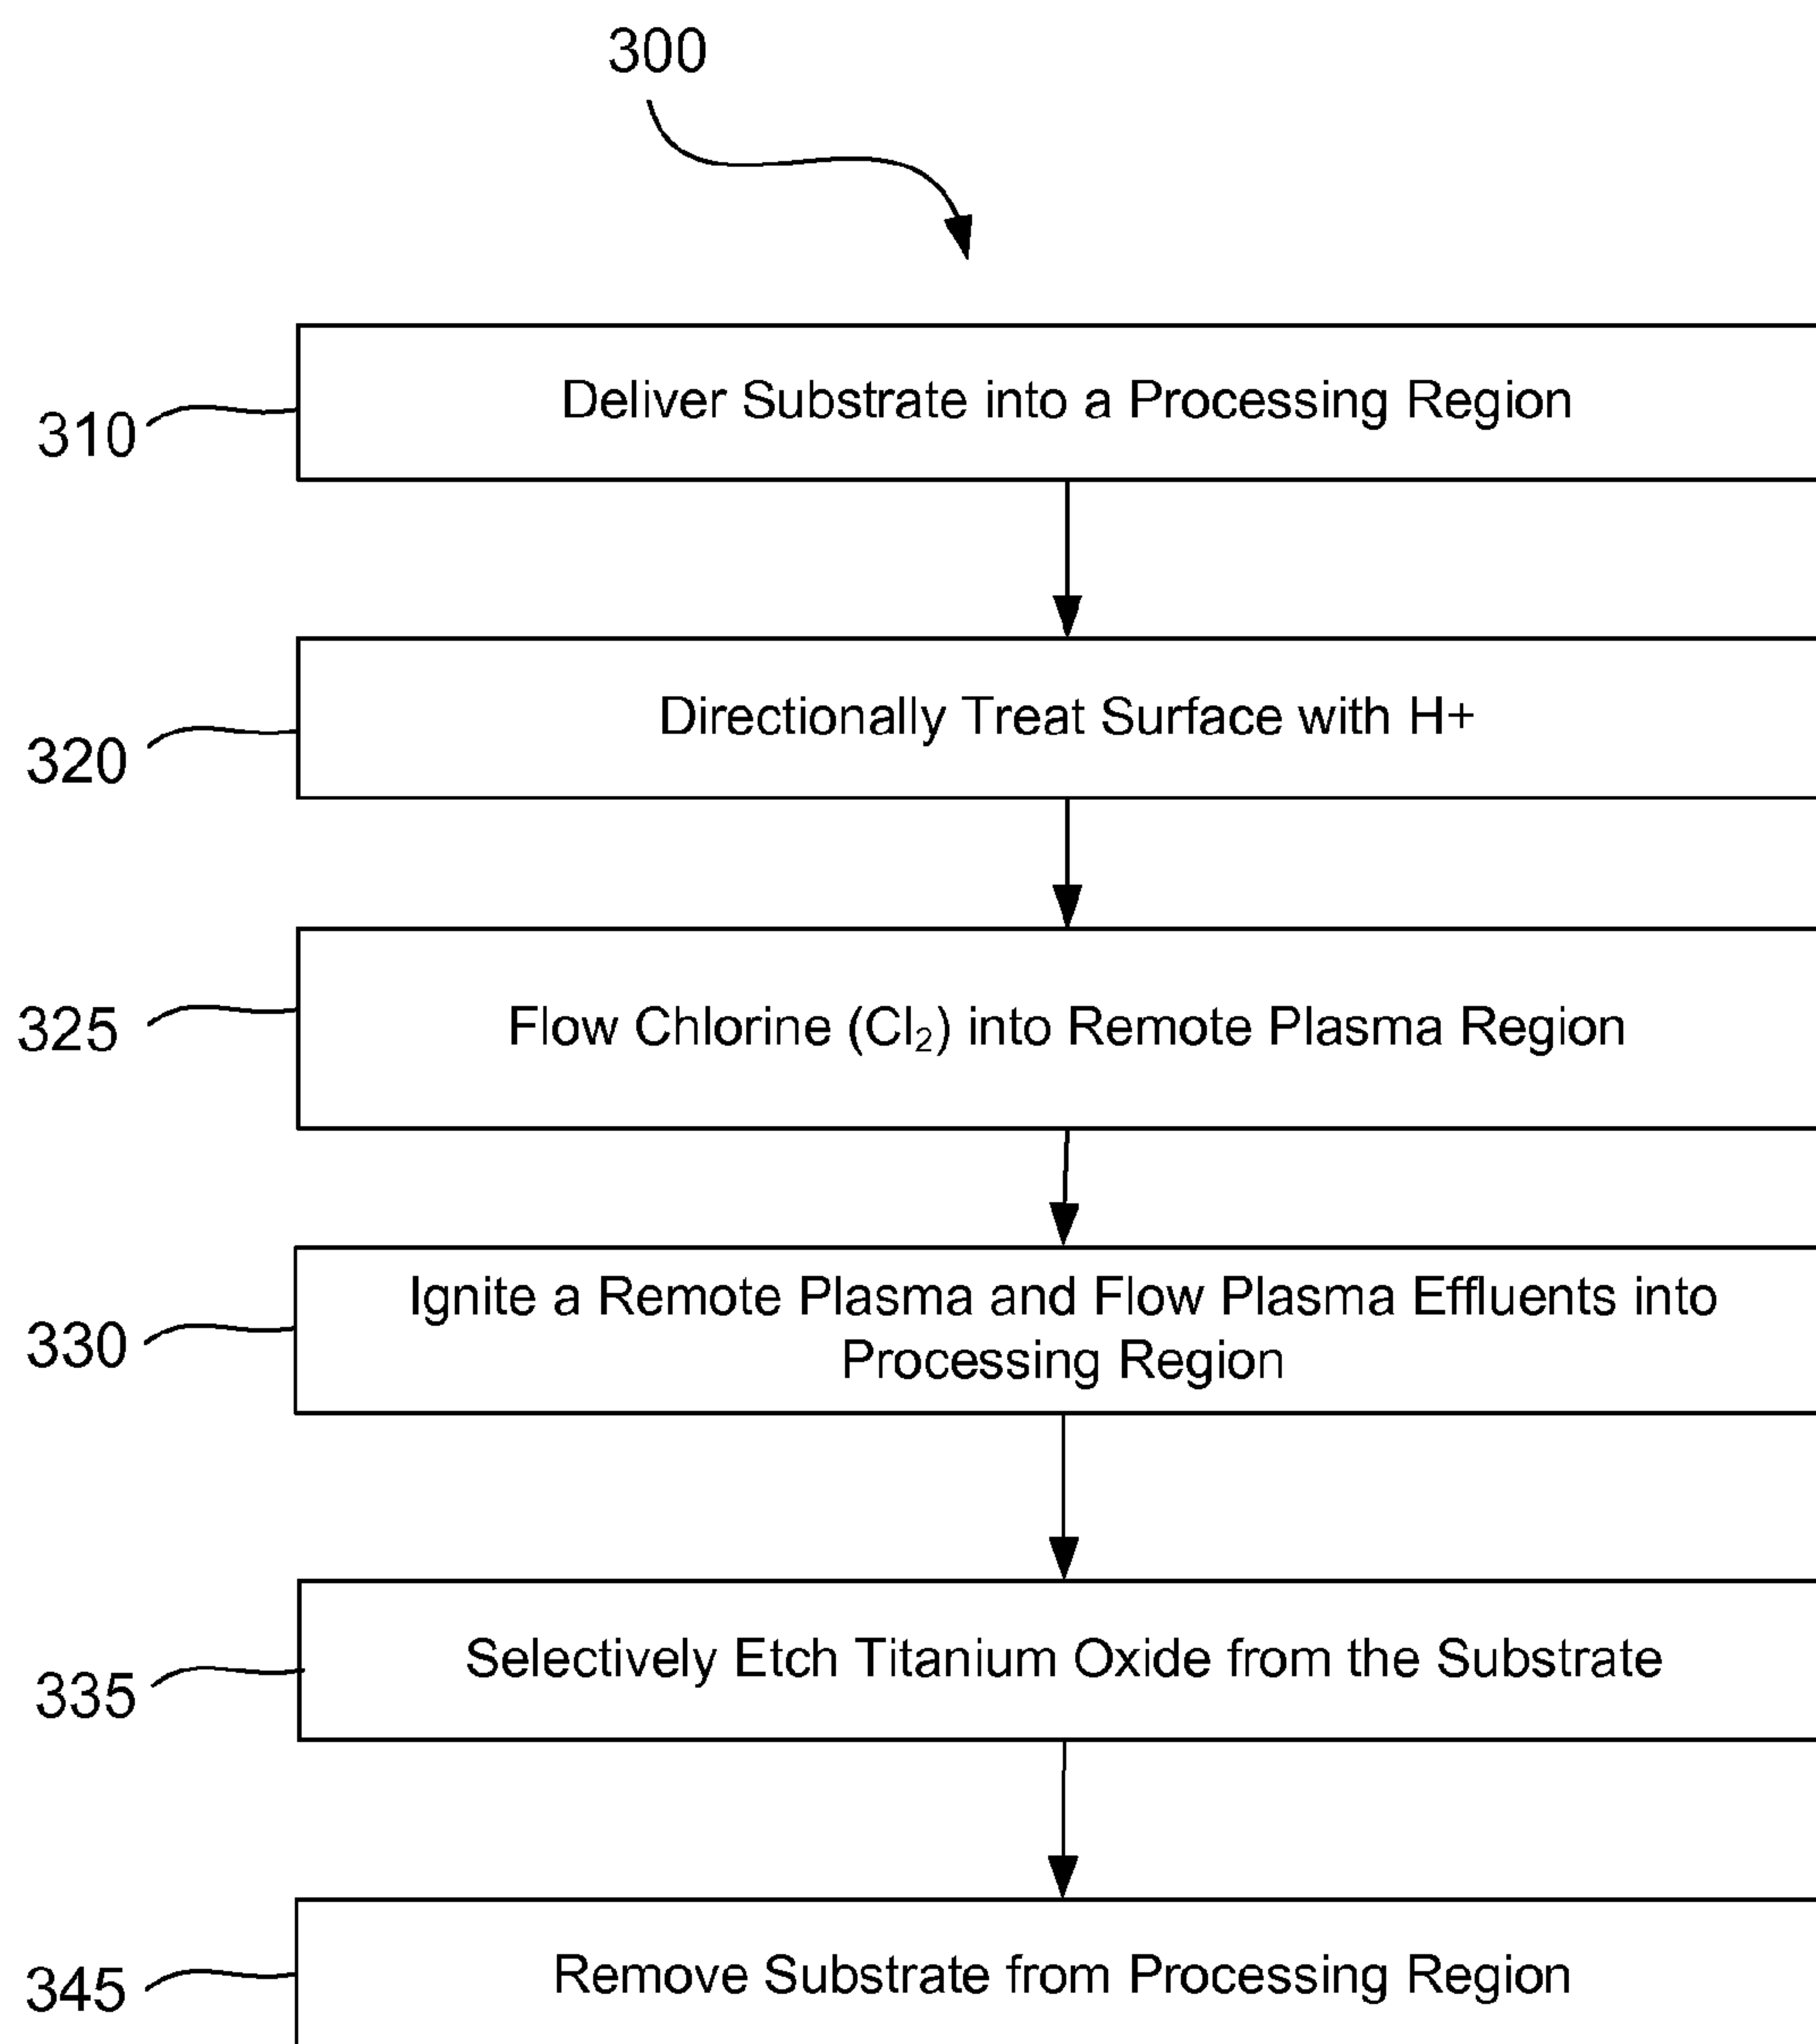 300
310
Deliver Substrate into a Processing Region
320
Directionally Treat Surface with H+
325
Flow Chlorine (Cl₂) into Remote Plasma Region
330
Ignite a Remote Plasma and Flow Plasma Effluents into
Processing Region
335
Selectively Etch Titanium Oxide from the Substrate
345
Remove Substrate from Processing Region